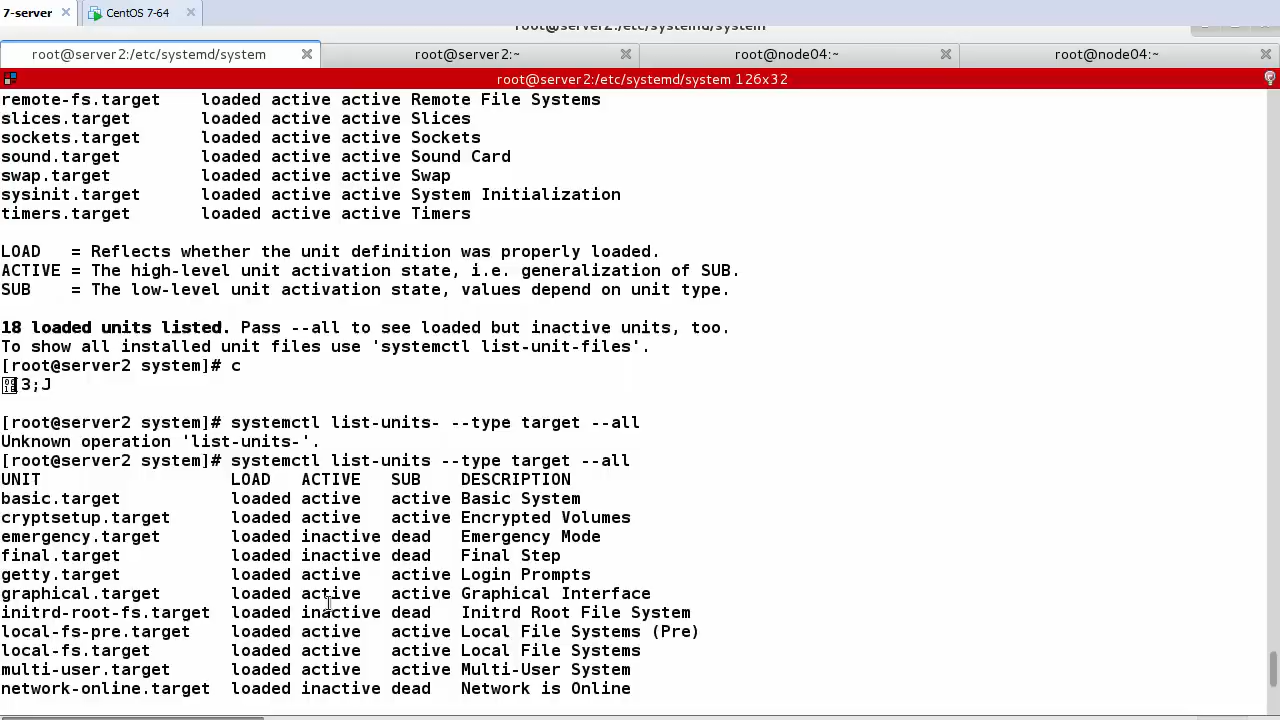 7-server
CentOS 7-64
root@server2:/etc/systemd/system
root@server2:/etc/systemd/system
root@server2:~
root@node04:~
root@node04:~
root@server2:/etc/systemd/system 126x32
remote-fs.target loaded active active Remote File Systems
slices.target loaded active active Slices
sockets.target loaded active active Sockets
sound.target loaded active active Sound Card
swap.target loaded active active Swap
sysinit.target loaded active active System Initialization
timers.target loaded active active Timers
LOAD = Reflects whether the unit definition was properly loaded.
ACTIVE = The high-level unit activation state, i.e. generalization of SUB.
SUB = The low-level unit activation state, values depend on unit type.
18 loaded units listed. Pass --all to see loaded but inactive units, too.
To show all installed unit files use 'systemctl list-unit-files'.
[root@server2 system]# c
3;J
[root@server2 system]# systemctl list-units- --type target --all
Unknown operation 'list-units-'.
[root@server2 system]# systemctl list-units --type target --all
UNIT LOAD ACTIVE SUB DESCRIPTION
basic.target loaded active active Basic System
cryptsetup.target loaded active active Encrypted Volumes
emergency.target loaded inactive dead Emergency Mode
final.target loaded inactive dead Final Step
getty.target loaded active active Login Prompts
graphical.target loaded active active Graphical Interface
initrd-root-fs.target loaded inactive dead Initrd Root File System
local-fs-pre.target loaded active active Local File Systems (Pre)
local-fs.target loaded active active Local File Systems
multi-user.target loaded active active Multi-User System
network-online.target loaded inactive dead Network is Online